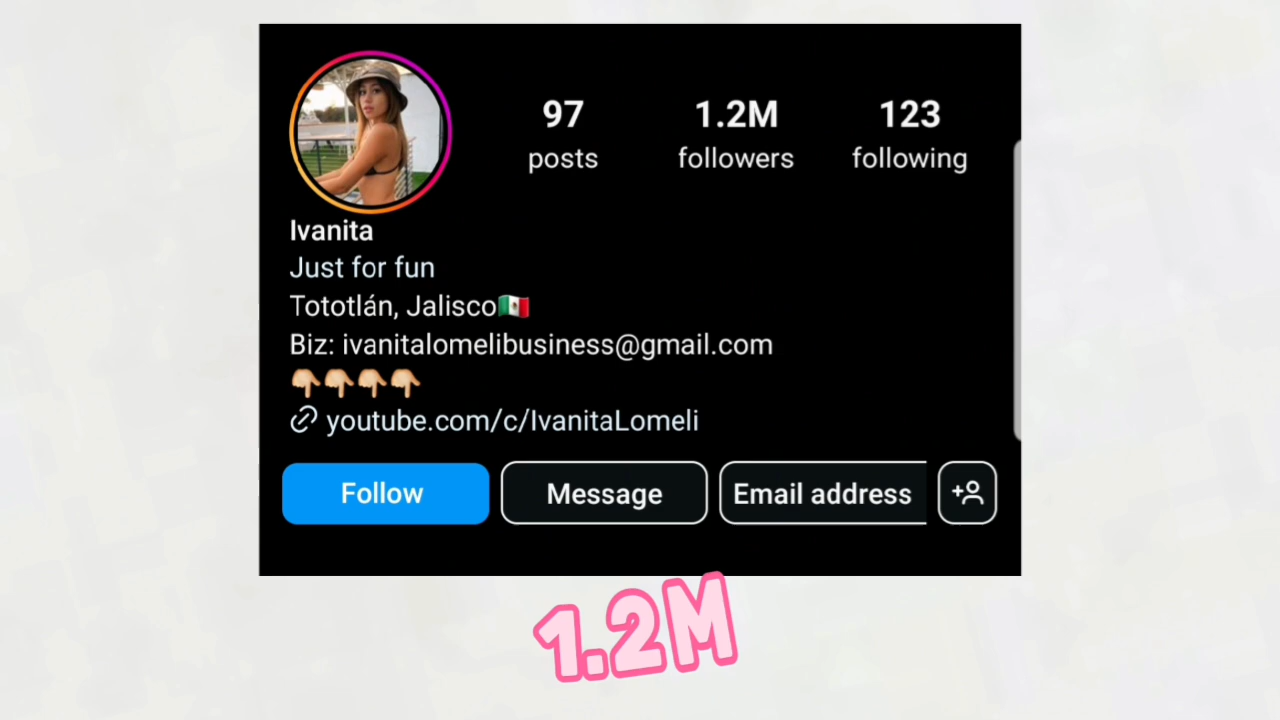 97 1.2M 123
posts followers following
Ivanita
Just for fun
Tototlán, Jalisco🇲🇽
Biz: ivanitalomelibusiness@gmail.com
👇🏼👇🏼👇🏼👇🏼
youtube.com/c/IvanitaLomeli
Follow Message Email address
1.2M